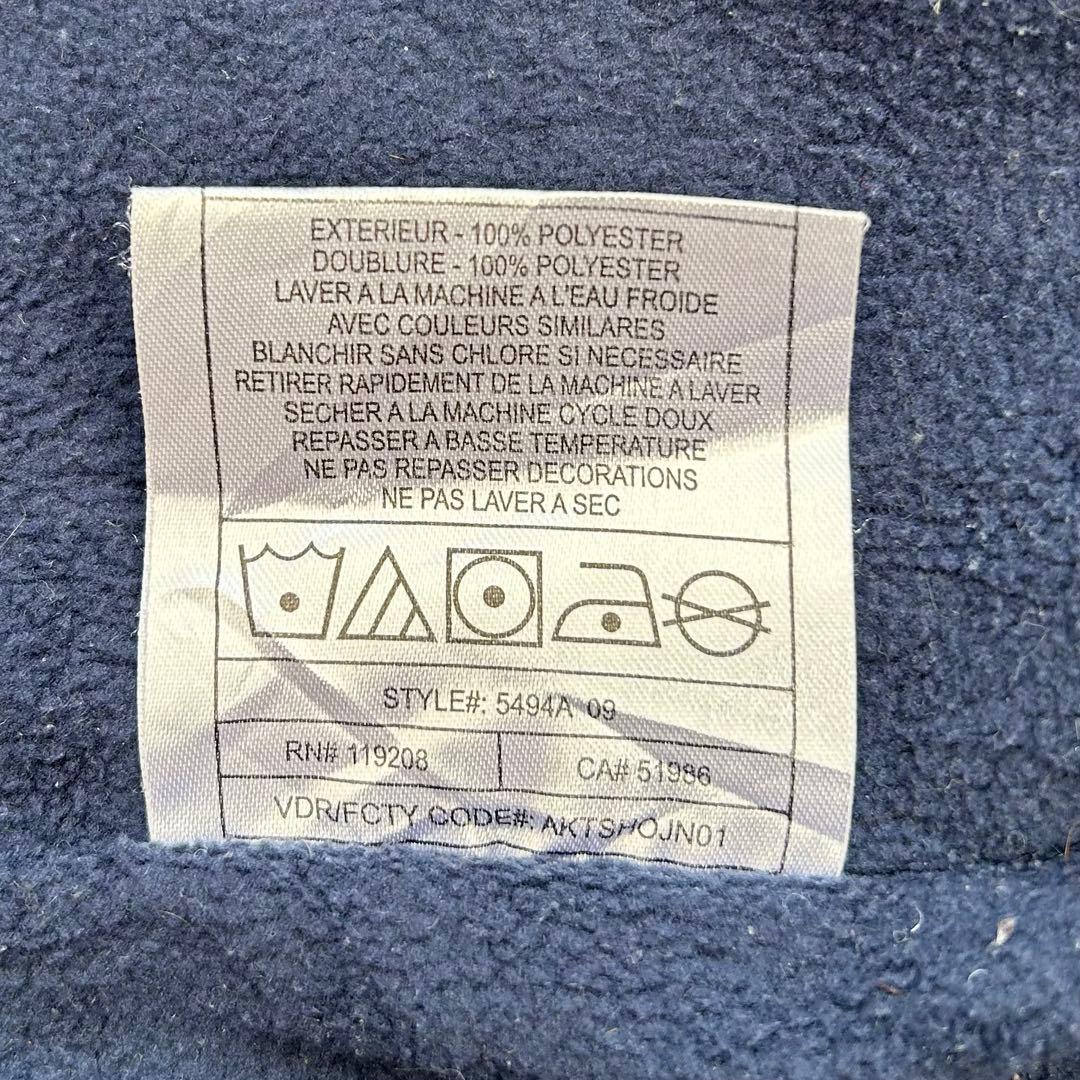 EXTERIEUR - 100% POLYESTER
DOUBLURE - 100% POLYESTER
LAVER A LA MACHINE A L'EAU FROIDE
AVEC COULEURS SIMILARES
BLANCHIR SANS CHLORE SI NECESSAIRE
RETIRER RAPIDEMENT DE LA MACHINE A LAVER
SECHER A LA MACHINE CYCLE DOUX
REPASSER A BASSE TEMPERATURE
NE PAS REPASSER DECORATIONS
NE PAS LAVER A SEC
STYLE#: 5494A 09
RN# 119208
CA# 51986
VDR/FCTY CODE#: AKTSHOJN01